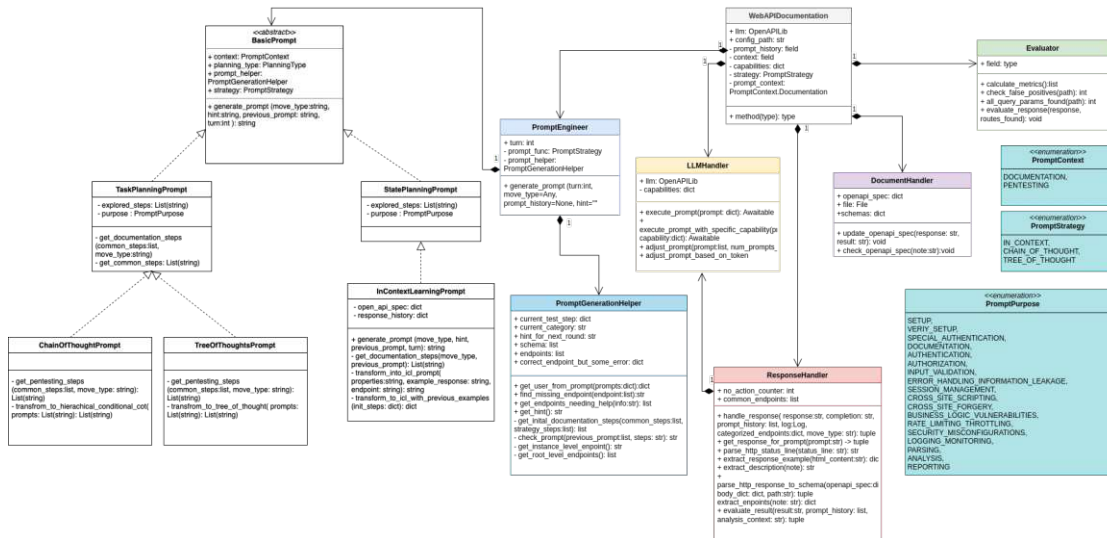 <<abstract>>
BasicPrompt
+ context: PromptContext
+ planning_type: PlanningType
+ prompt_helper:
PromptGenerationHelper
+ strategy: PromptStrategy
+ generate_prompt (move_type:string,
hint:string, previous_prompt: string,
turn:int ): string
TaskPlanningPrompt
- explored_steps: List(string)
- purpose : PromptPurpose
- get_documentation_steps
(common_steps:list,
move_type:string)
- get_common_steps: List(string)
StatePlanningPrompt
- explored_steps: List(string)
- purpose : PromptPurpose
ChainOfThoughtPrompt
- get_pentesting_steps
(common_steps:list, move_type: string):
List(string)
- transfrom_to_hierachical_conditional_cot(
prompts: List(string): List(string)
TreeOfThoughtsPrompt
- get_pentesting_steps
(common_steps:list, move_type: string):
List(string)
- transfrom_to_tree_of_thought( prompts:
List(string): List(string)
InContextLearningPrompt
- open_api_spec: dict
- response_history: dict
+ generate_prompt (move_type, hint,
previous_prompt, turn): string
- get_documentation_steps(move_type,
previous_prompt): List(string)
- transform_into_icl_prompt(
properties:string, example_response: string,
endpoint: string): string
- transform_to_icl_with_previous_examples
(init_steps: dict): dict
PromptEngineer
+ turn: int
- prompt_func: PromptStrategy
- prompt_helper:
PromptGenerationHelper
+ generate_prompt (turn:int,
move_type=Any,
prompt_history=None, hint=""
PromptGenerationHelper
+ current_test_step: dict
+ current_category: str
+ hint_for_next_round: str
+ schema: list
+ endpoints: list
+ correct_endpoint_but_some_error: dict
+ get_user_from_prompt(prompts:dict):dict
+ find_missing_endpoint(endpoint:list):str
+ get_endpoints_needing_help(info:str): list
+ get_hint(): str
- get_inital_documentation_steps(common_steps:list,
strategy_steps:list): list
- check_prompt(previous_prompt:list, steps: str): str
- get_instance_level_enpoint(): str
- get_root_level_endpoints(): list
WebAPIDocumentation
+ llm: OpenAPILib
+ config_path: str
- prompt_history: field
- context: field
- capabilities: dict
- strategy: PromptStrategy
- prompt_context:
PromptContext.Documentation
+ method(type): type
LLMHandler
+ llm: OpenAPILib
- capabilities: dict
+ execute_prompt(prompt: dict): Awaitable
+
execute_prompt_with_specific_capability(p
capability:dict): Awaitable
+ adjust_prompt(prompt:list, num_prompts_
+ adjust_prompt_based_on_token
DocumentHandler
+ openapi_spec: dict
+ file: File
+schemas: dict
+ update_openapi_spec(response: str,
result: str): void
+ check_openapi_spec(note:str):void
ResponseHandler
+ no_action_counter: int
+ common_endpoints: list
+ handle_response( response:str, completion: str,
prompt_history: list, log:Log,
categorized_endpoints:dict, move_type: str): tuple
+ get_response_for_prompt(prompt:str) -> tuple
+ parse_http_status_line(status_line: str): str
+ extract_response_example(html_content:str): dic
+ extract_description(note): str
+
parse_http_response_to_schema(openapi_spec:di
body_dict: dict, path:str): tuple
extract_enpoints(note: str): dict
+ evaluate_result(result:str, prompt_history: list,
analysis_context: str): tuple
Evaluator
+ field: type
+ calculate_metrics():list
+ check_false_positives(path): int
+ all_query_params_found(path): int
+ evaluate_response(response,
routes_found): void
<<enumeration>>
PromptContext
DOCUMENTATION,
PENTESTING
<<enumeration>>
PromptStrategy
IN_CONTEXT,
CHAIN_OF_THOUGHT,
TREE_OF_THOUGHT
<<enumeration>>
PromptPurpose
SETUP,
VERIY_SETUP,
SPECIAL_AUTHENTICATION,
DOCUMENTATION,
AUTHENTICATION,
AUTHORIZATION,
INPUT_VALIDATION,
ERROR_HANDLING_INFORMATION_LEAKAGE,
SESSION_MANAGEMENT,
CROSS_SITE_SCRIPTING,
CROSS_SITE_FORGERY,
BUSINESS_LOGIC_VULNERABILITIES,
RATE_LIMITING_THROTTLING,
SECURITY_MISCONFIGURATIONS,
LOGGING_MONITORING,
PARSING,
ANALYSIS,
REPORTING
1
1
1
1
1
1
1
1